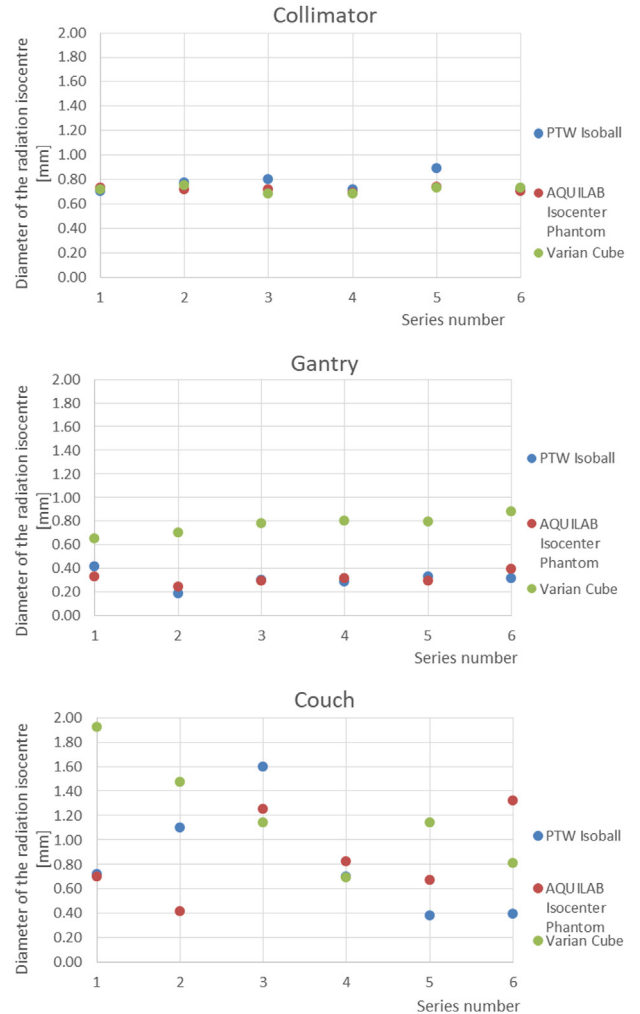 Collimator
Diameter of the radiation isocentre
[mm]
2.00
1.80
1.60
1.40
1.20
1.00
0.80
0.60
0.40
0.20
0.00
1 2 3 4 5 6
Series number
PTW Isoball
AQUILAB
Isocenter
Phantom
Varian Cube
Gantry
Diameter of the radiation isocentre
[mm]
2.00
1.80
1.60
1.40
1.20
1.00
0.80
0.60
0.40
0.20
0.00
1 2 3 4 5 6
Series number
PTW Isoball
AQUILAB
Isocenter
Phantom
Varian Cube
Couch
Diameter of the radiation isocentre
[mm]
2.00
1.80
1.60
1.40
1.20
1.00
0.80
0.60
0.40
0.20
0.00
1 2 3 4 5 6
Series number
PTW Isoball
AQUILAB
Isocenter
Phantom
Varian Cube